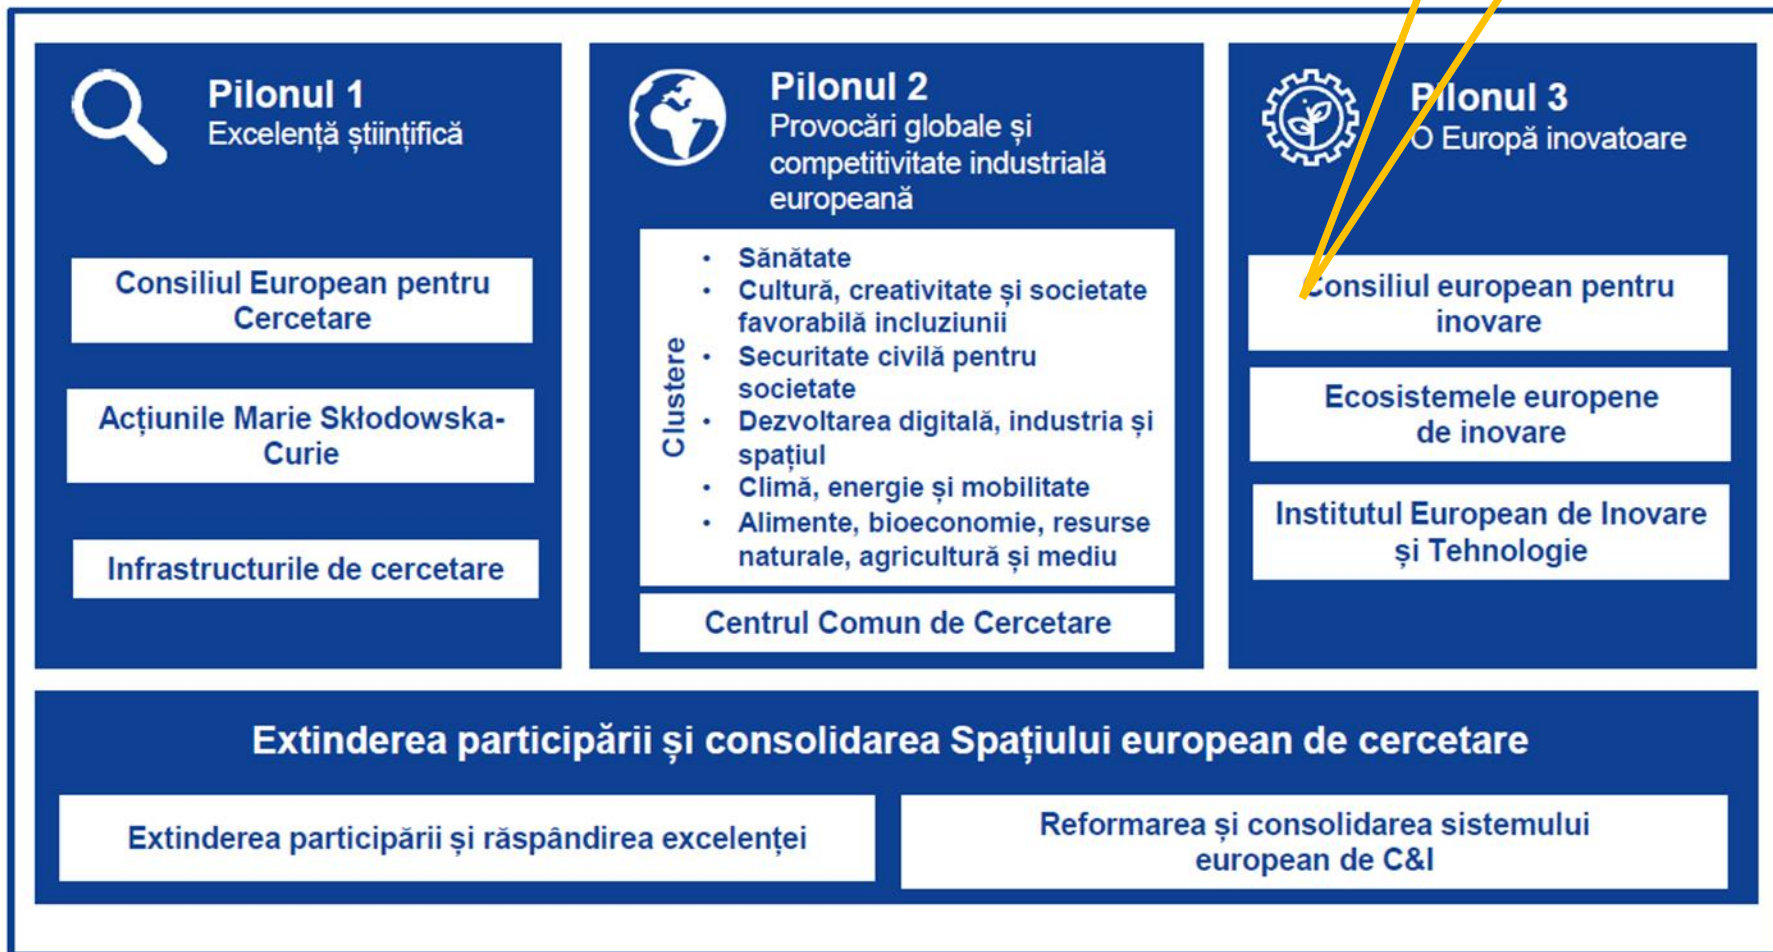 Pilonul 1
Excelență științifică
Consiliul European pentru
Cercetare
Acțiunile Marie Skłodowska-
Curie
Infrastructurile de cercetare
Pilonul 2
Provocări globale și
competitivitate industrială
europeană
Clustere
• Sănătate
• Cultură, creativitate și societate
favorabilă incluziunii
• Securitate civilă pentru
societate
• Dezvoltarea digitală, industria și
spațiul
• Climă, energie și mobilitate
• Alimente, bioeconomie, resurse
naturale, agricultură și mediu
Centrul Comun de Cercetare
Pilonul 3
O Europă inovatoare
Consiliul european pentru
inovare
Ecosistemele europene
de inovare
Institutul European de Inovare
și Tehnologie
Extinderea participării și consolidarea Spațiului european de cercetare
Extinderea participării și răspândirea excelenței
Reformarea și consolidarea sistemului
european de C&I